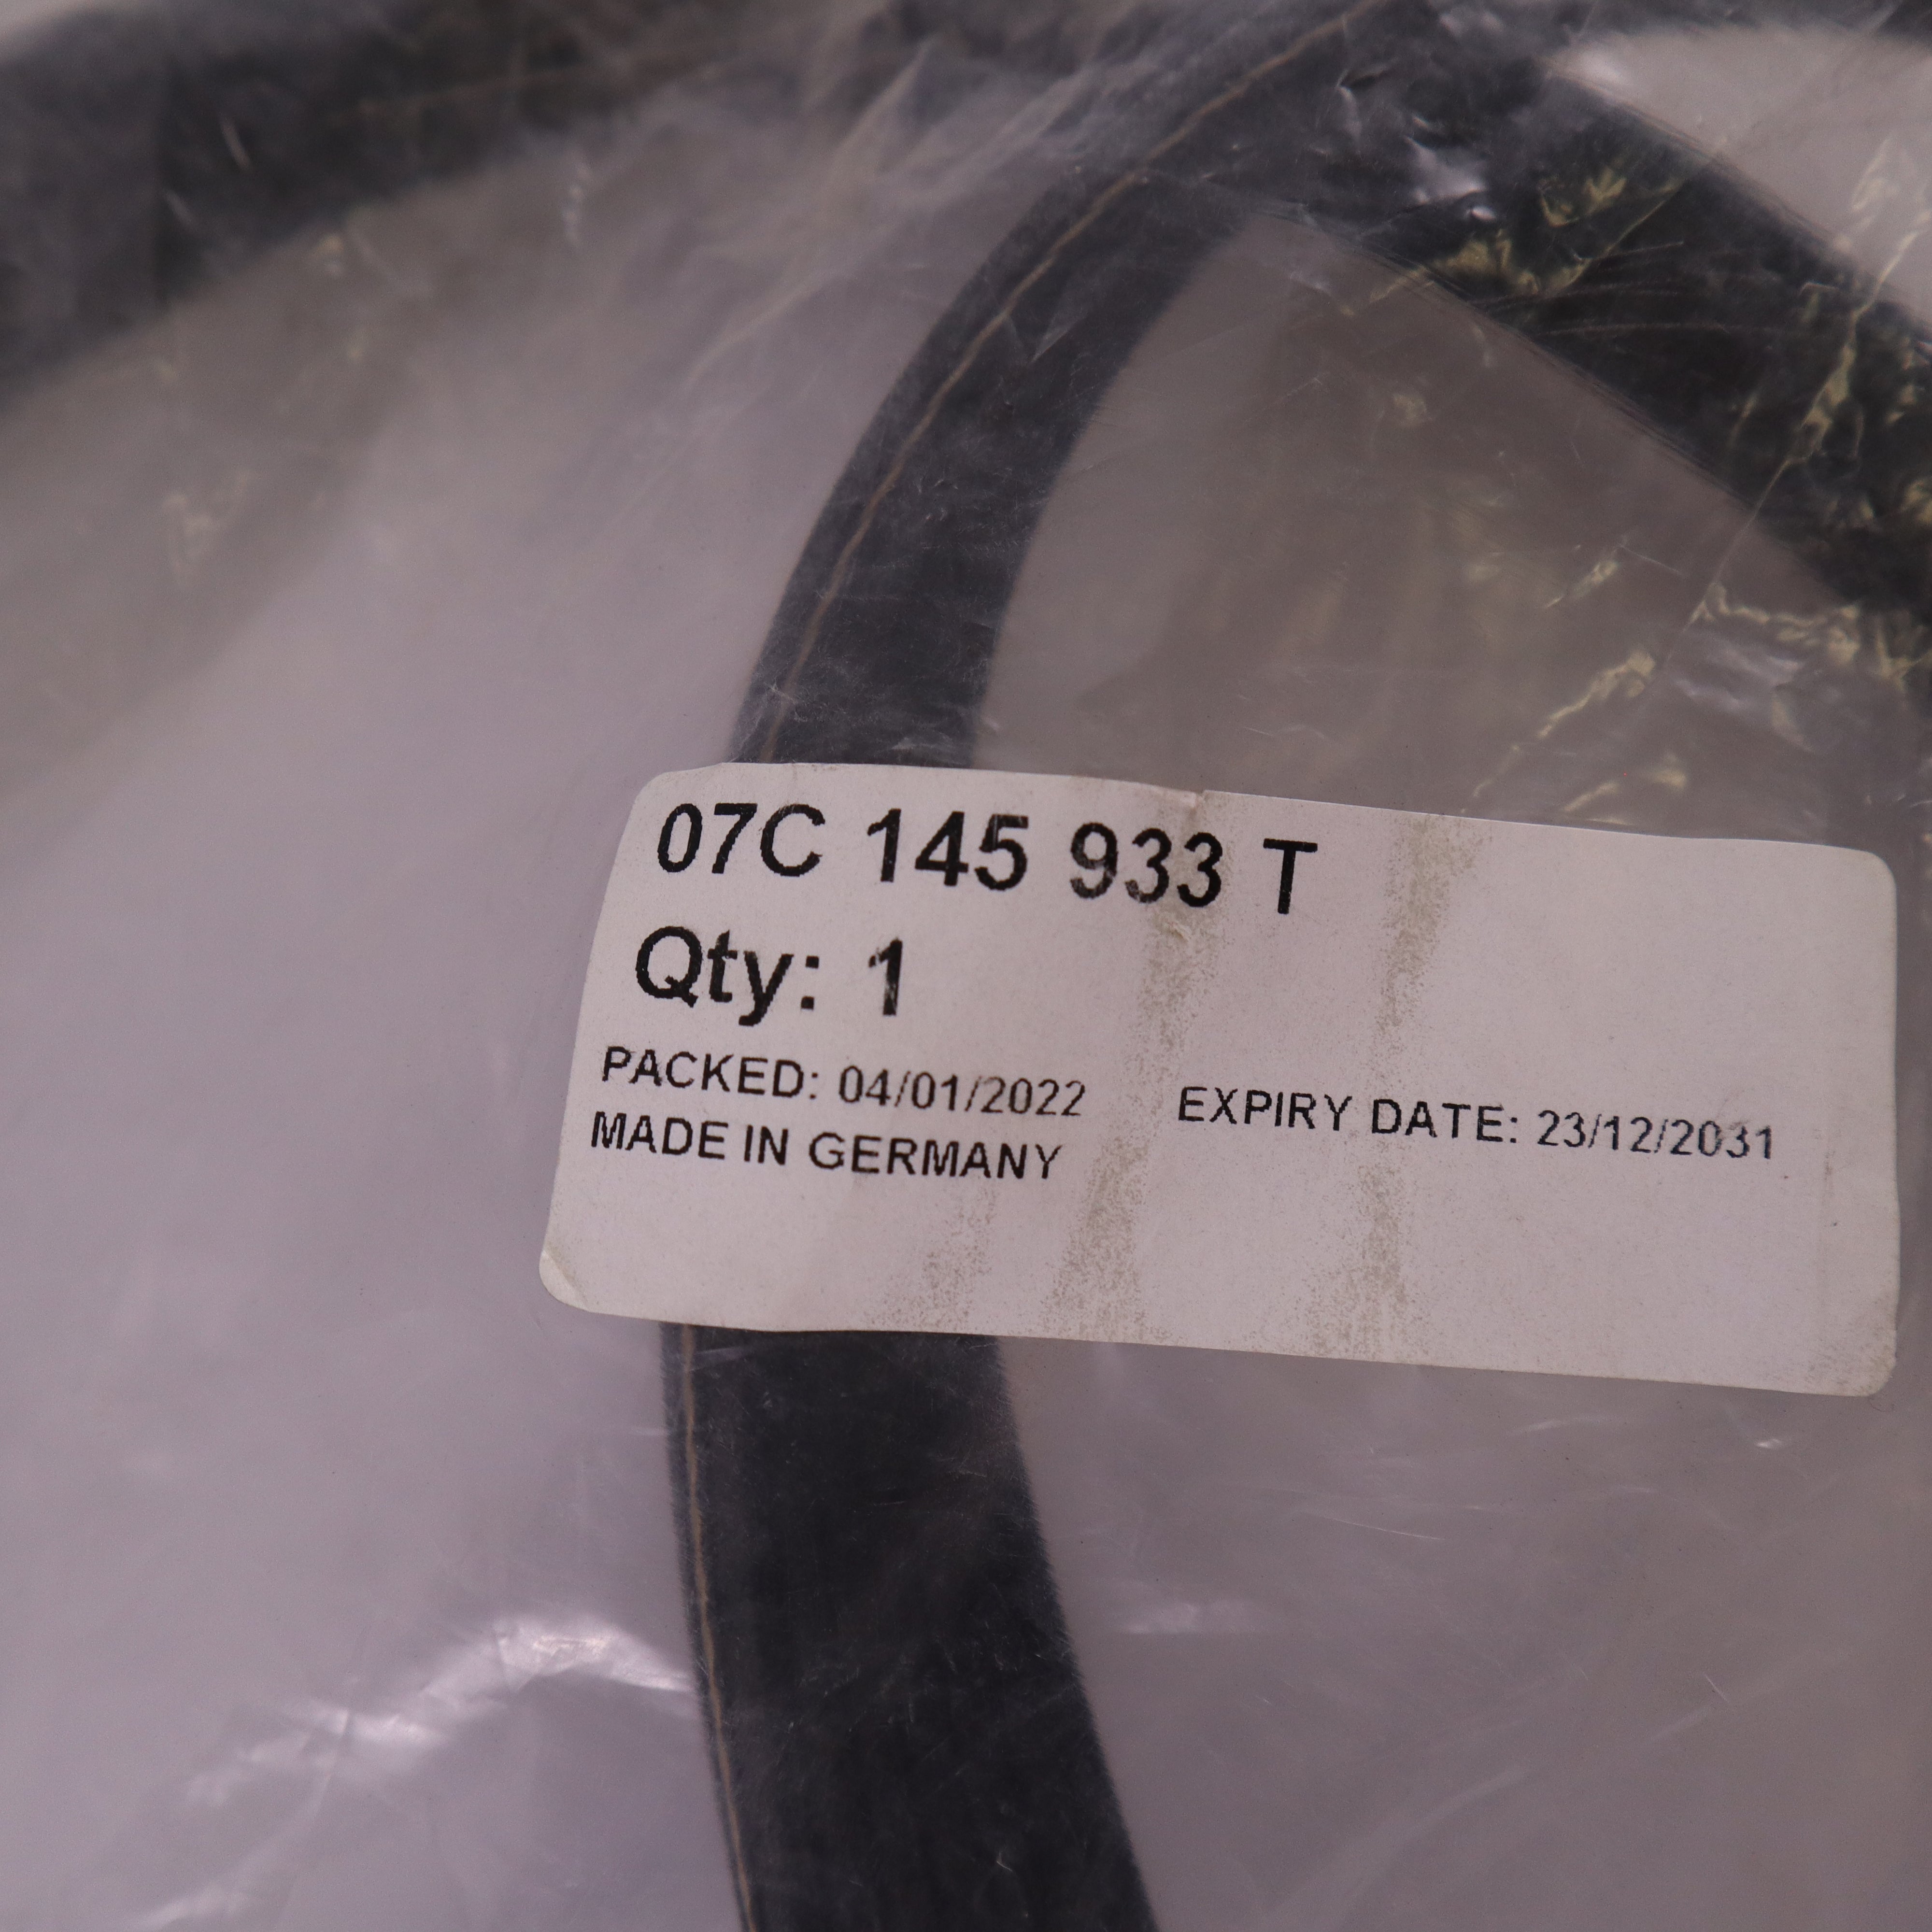 07C 145 933 T
Qty: 1
PACKED: 04/01/2022 EXPIRY DATE: 23/12/2031
MADE IN GERMANY